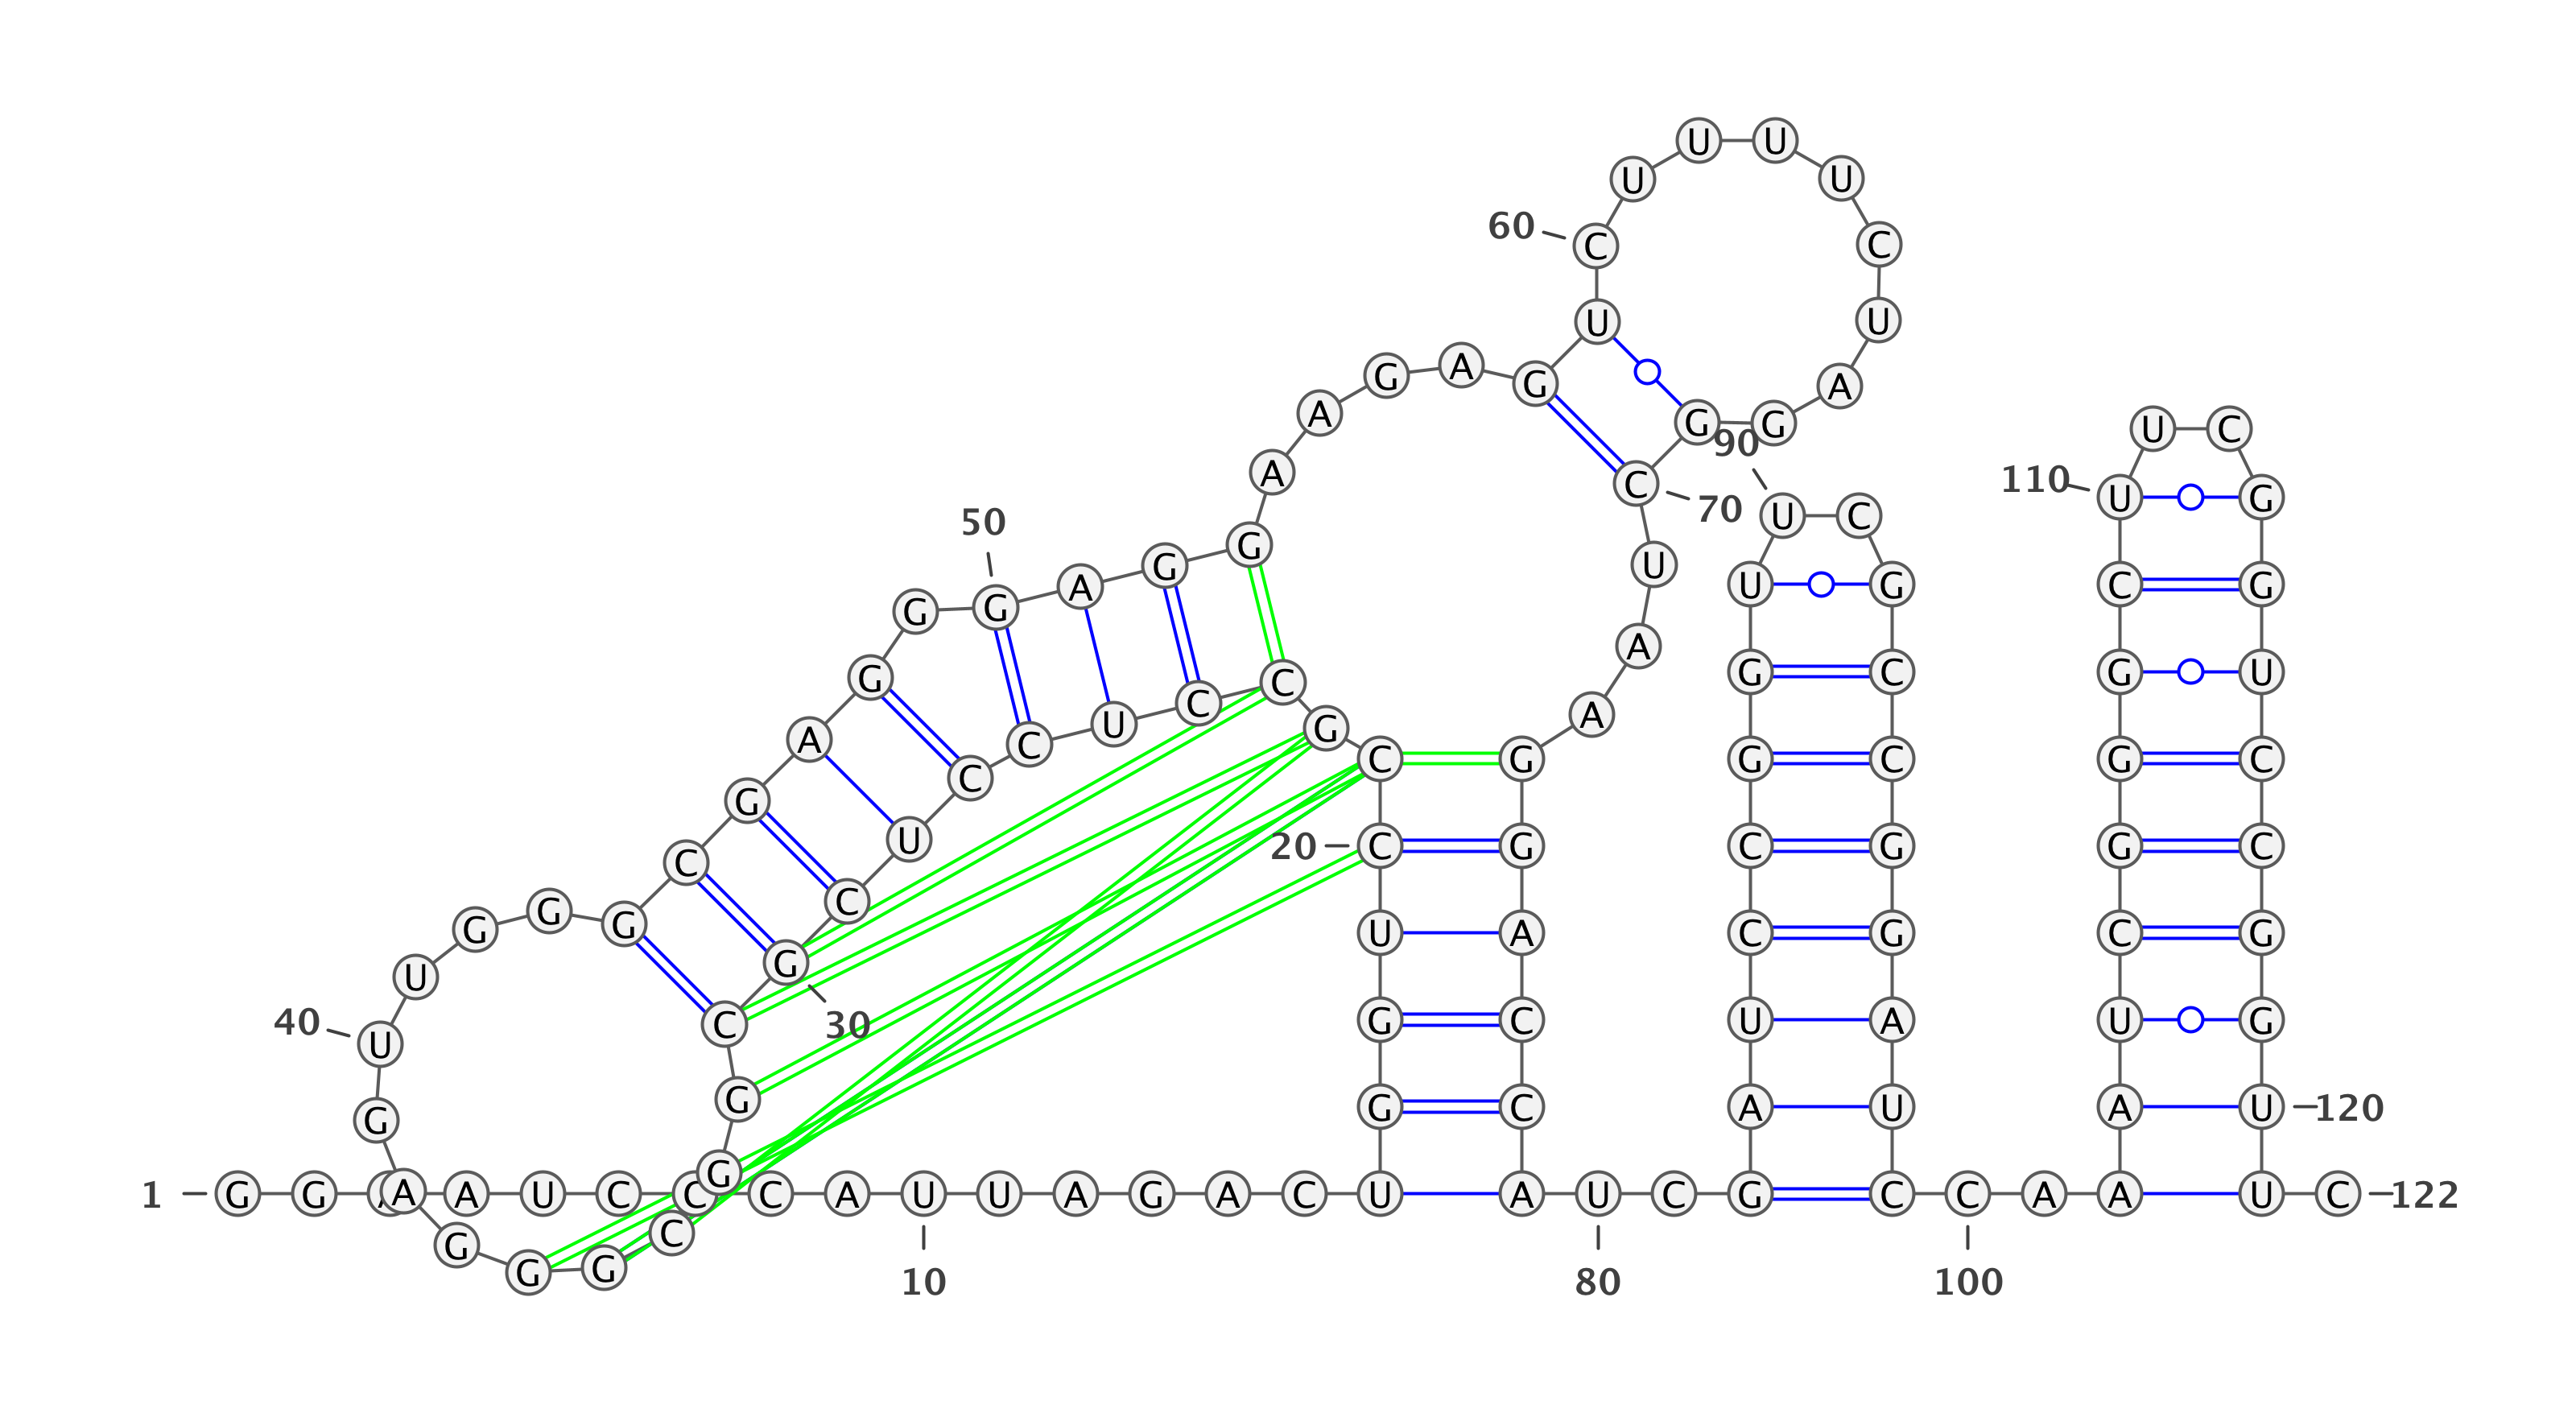 U U
U U
60 C C
U U
G A G A
A G G U C
90
A C 110 U G
50 70 U C
G
G U A U G C G
G G
A
G C U G G U
C A U G
A C C G G C G C
C
G
U 20 C G C G G C
C
C
G G G U A C G C G
G U
40 U C 30 G C U A U G
G G G C A U A U 120
G
1 G G A A U C C C A U U A G A C U A U C G C C A A U C 122
G C
G G
10 80 100